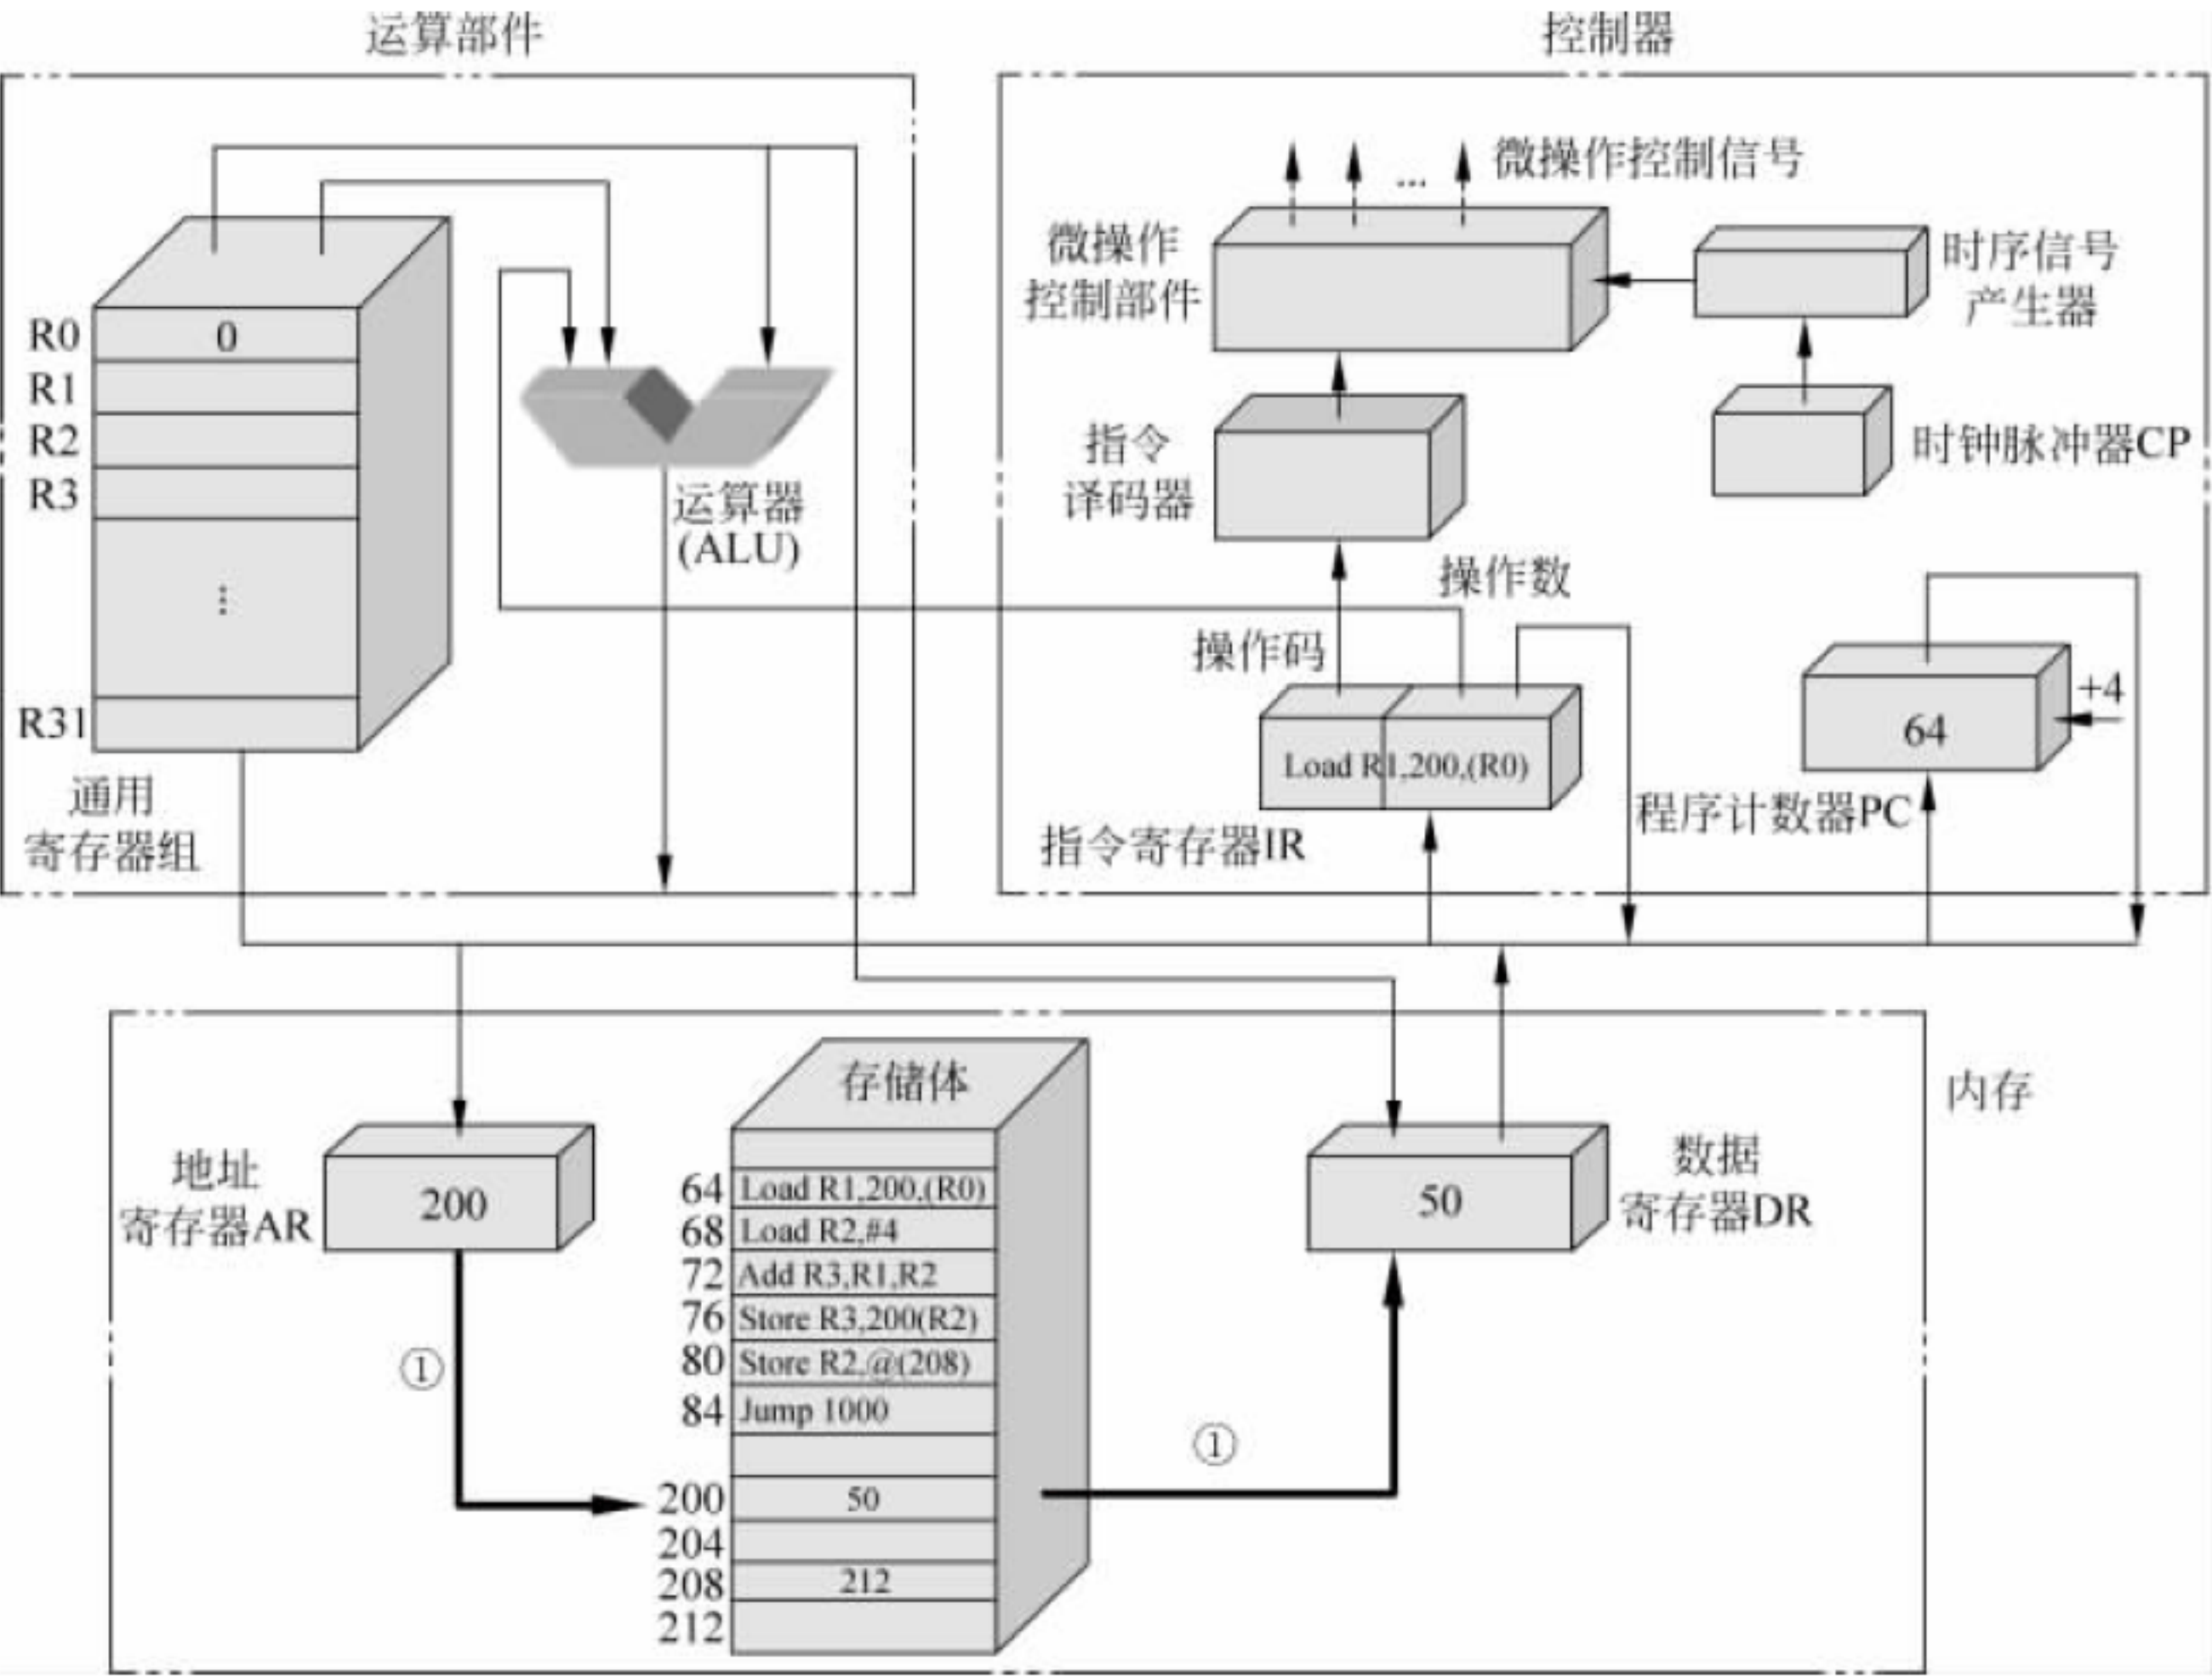 运算部件
控制器
微操作控制信号
...
微操作
控制部件
时序信号
产生器
R0
0
R1
R2
R3
⋮
R31
通用
寄存器组
运算器
(ALU)
指令
译码器
时钟脉冲器CP
操作数
操作码
Load R1,200,(R0)
指令寄存器IR
64
+4
程序计数器PC
内存
存储体
地址
寄存器AR
200
数据
寄存器DR
50
64 Load R1,200,(R0)
68 Load R2,#4
72 Add R3,R1,R2
76 Store R3,200(R2)
80 Store R2,@(208)
84 Jump 1000
①
①
200 50
204
208 212
212